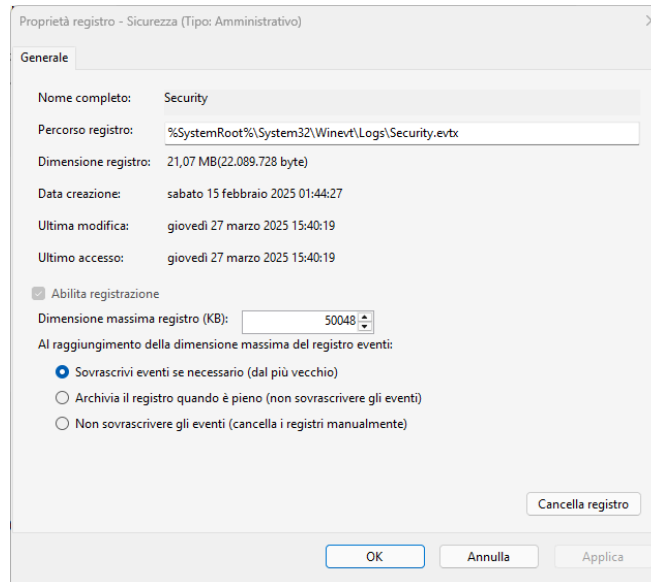 Proprietà registro - Sicurezza (Tipo: Amministrativo)
Generale
Nome completo: Security
Percorso registro: %SystemRoot%\System32\Winevt\Logs\Security.evtx
Dimensione registro: 21,07 MB(22.089.728 byte)
Data creazione: sabato 15 febbraio 2025 01:44:27
Ultima modifica: giovedì 27 marzo 2025 15:40:19
Ultimo accesso: giovedì 27 marzo 2025 15:40:19
Abilita registrazione
Dimensione massima registro (KB): 50048
Al raggiungimento della dimensione massima del registro eventi:
Sovrascrivi eventi se necessario (dal più vecchio)
Archivia il registro quando è pieno (non sovrascrivere gli eventi)
Non sovrascrivere gli eventi (cancella i registri manualmente)
Cancella registro
OK Annulla Applica